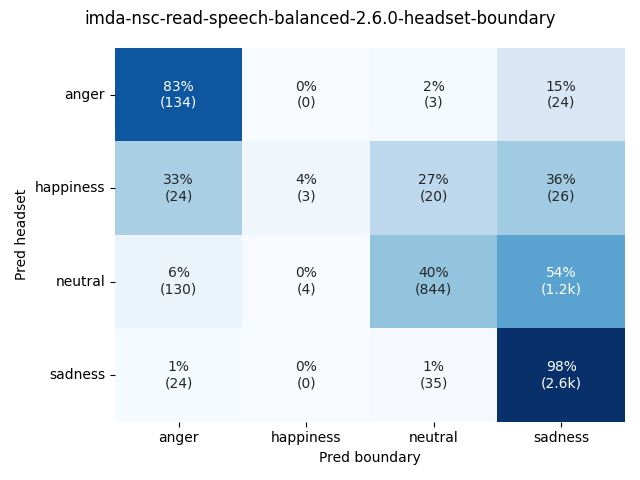 imda-nsc-read-speech-balanced-2.6.0-headset-boundary
Pred headset
anger
83%
(134)
0%
(0)
2%
(3)
15%
(24)
happiness
33%
(24)
4%
(3)
27%
(20)
36%
(26)
neutral
6%
(130)
0%
(4)
40%
(844)
54%
(1.2k)
sadness
1%
(24)
0%
(0)
1%
(35)
98%
(2.6k)
anger
happiness
neutral
sadness
Pred boundary